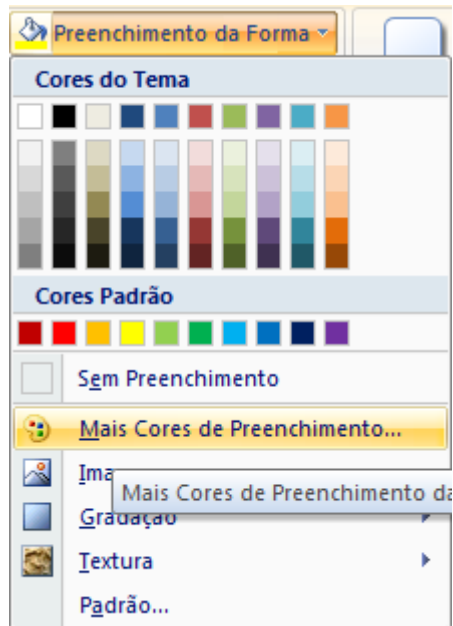 Preenchimento da Forma
Cores do Tema
Cores Padrão
Sem Preenchimento
Mais Cores de Preenchimento...
Mais Cores de Preenchimento
Gradação
Textura
Padrão...